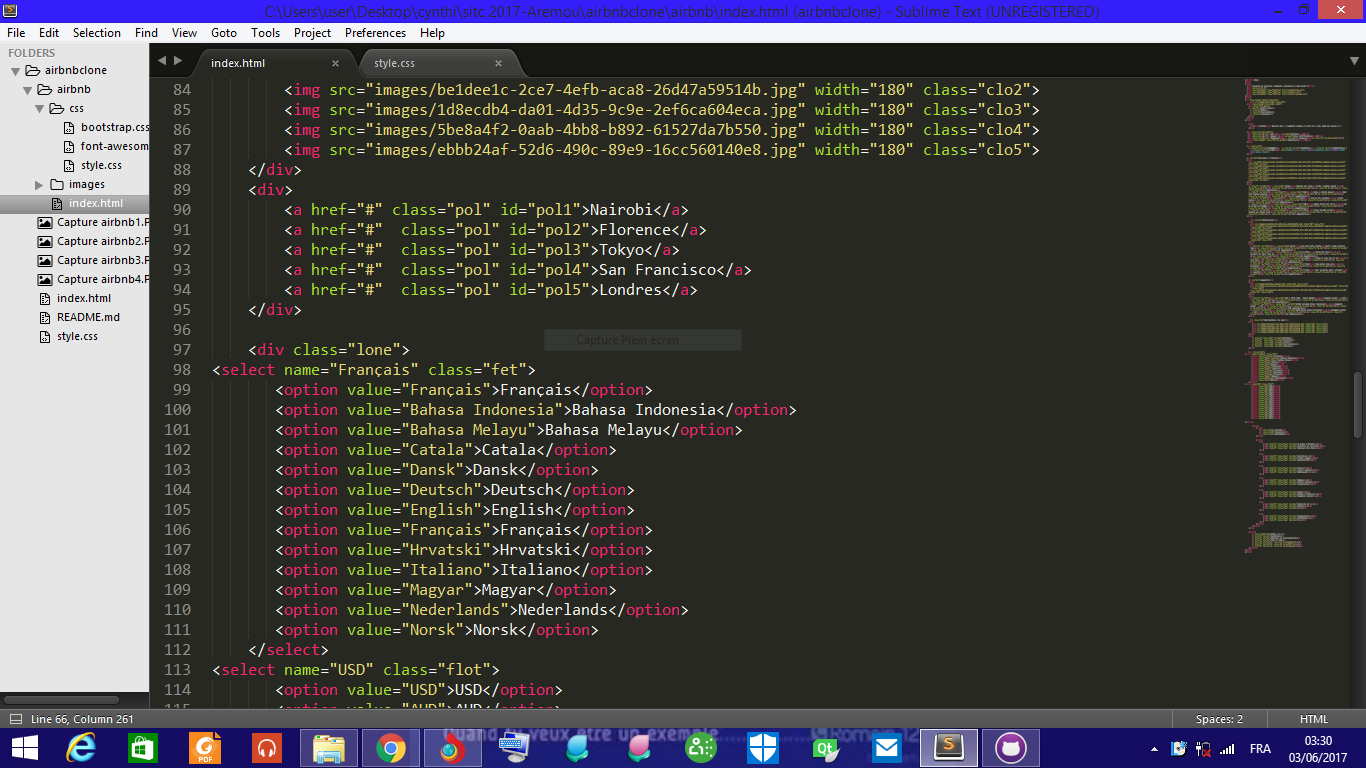 C:\Users\user\Desktop\cynthi\sitc 2017-Aremou\airbnbclone\airbnb\index.html (airbnbclone) - Sublime Text (UNREGISTERED)
File Edit Selection Find View Goto Tools Project Preferences Help
FOLDERS
airbnbclone
airbnb
css
bootstrap.css
font-awesom
style.css
images
index.html
Capture airbnb1.P
Capture airbnb2.P
Capture airbnb3.P
Capture airbnb4.P
index.html
README.md
style.css
index.html × style.css ×
84 <img src="images/be1dee1c-2ce7-4efb-aca8-26d47a59514b.jpg" width="180" class="clo2">
85 <img src="images/1d8ecdb4-da01-4d35-9c9e-2ef6ca604eca.jpg" width="180" class="clo3">
86 <img src="images/5be8a4f2-0aab-4bb8-b892-61527da7b550.jpg" width="180" class="clo4">
87 <img src="images/ebbb24af-52d6-490c-89e9-16cc560140e8.jpg" width="180" class="clo5">
88 </div>
89 <div>
90 <a href="#" class="pol" id="pol1">Nairobi</a>
91 <a href="#"  class="pol" id="pol2">Florence</a>
92 <a href="#"  class="pol" id="pol3">Tokyo</a>
93 <a href="#"  class="pol" id="pol4">San Francisco</a>
94 <a href="#"  class="pol" id="pol5">Londres</a>
95 </div>
96
Capture Plein écran
97 <div class="lone">
98 <select name="Français" class="fet">
99 <option value="Français">Français</option>
100 <option value="Bahasa Indonesia">Bahasa Indonesia</option>
101 <option value="Bahasa Melayu">Bahasa Melayu</option>
102 <option value="Catala">Catala</option>
103 <option value="Dansk">Dansk</option>
104 <option value="Deutsch">Deutsch</option>
105 <option value="English">English</option>
106 <option value="Français">Français</option>
107 <option value="Hrvatski">Hrvatski</option>
108 <option value="Italiano">Italiano</option>
109 <option value="Magyar">Magyar</option>
110 <option value="Nederlands">Nederlands</option>
111 <option value="Norsk">Norsk</option>
112 </select>
113 <select name="USD" class="flot">
114 <option value="USD">USD</option>
115 <option value="AUD">AUD</option>
Line 66, Column 261 Spaces: 2 HTML
PDF
Qt
FRA
03:30
03/06/2017